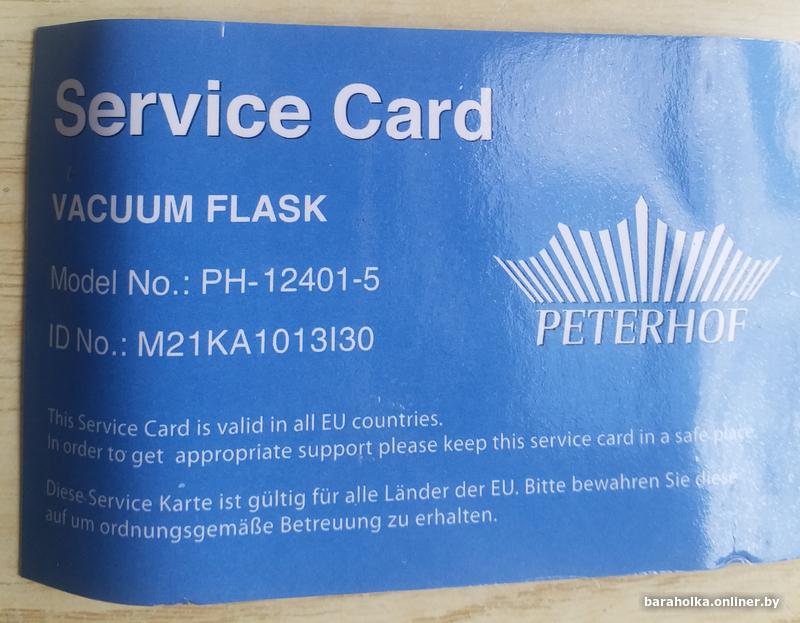 Service Card
VACUUM FLASK
Model No.: PH-12401-5
ID No.: M21KA1013I30
PETERHOF
This Service Card is valid in all EU countries.
In order to get appropriate support please keep this service card in a safe place.
Diese Service Karte ist gültig für alle Länder der EU. Bitte bewahren Sie diese
auf um ordnungsgemäße Betreuung zu erhalten.
baraholka.onliner.by